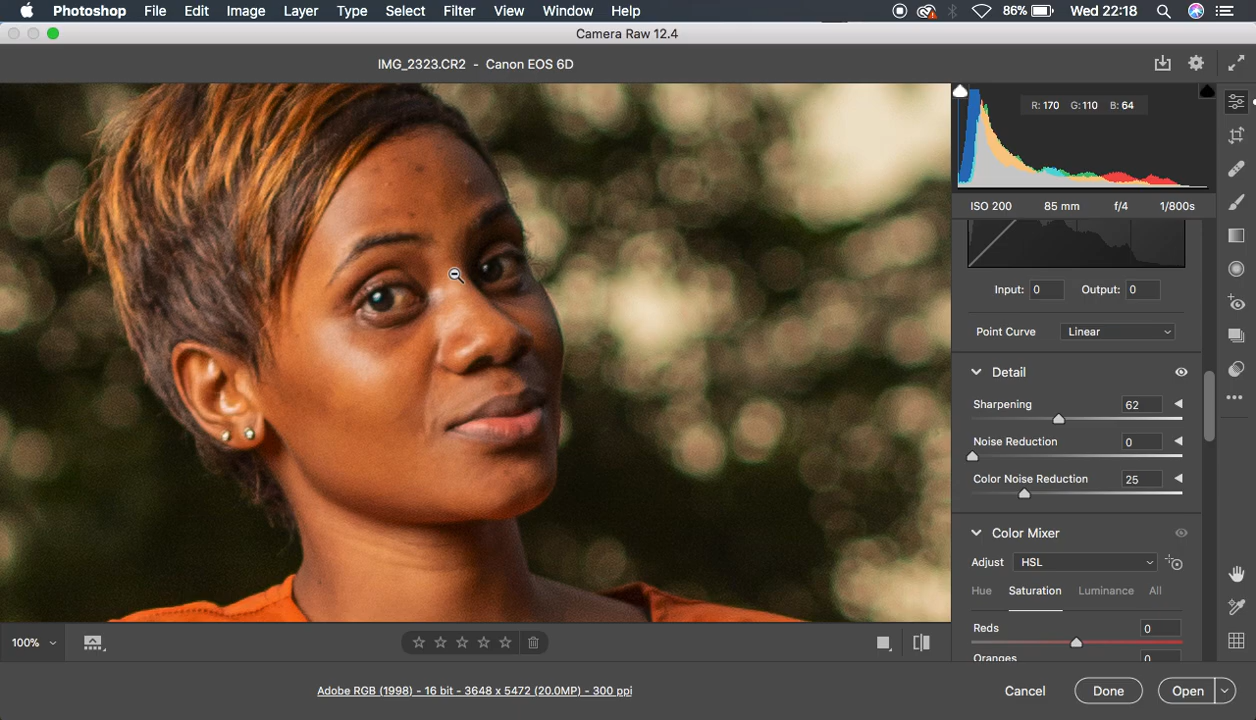 Photoshop File Edit Image Layer Type Select Filter View Window Help 86% Wed 22:18
Camera Raw 12.4
IMG_2323.CR2 - Canon EOS 6D
R: 170 G: 110 B: 64
ISO 200 85 mm f/4 1/800s
Input: 0 Output: 0
Point Curve Linear
Detail
Sharpening 62
Noise Reduction 0
Color Noise Reduction 25
Color Mixer
Adjust HSL
Hue Saturation Luminance All
Reds 0
Oranges 0
100%
Adobe RGB (1998) - 16 bit - 3648 x 5472 (20.0MP) - 300 ppi
Cancel Done Open